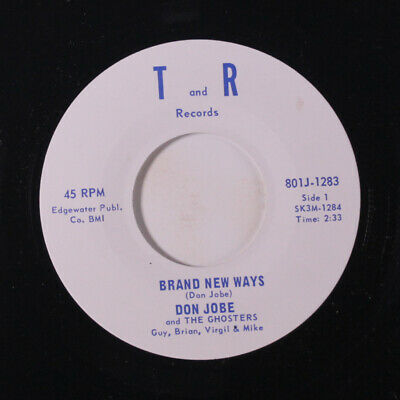 T and R
Records
45 RPM
Edgewater Publ.
Co. BMI
801J-1283
Side 1
SK3M-1284
Time: 2:33
BRAND NEW WAYS
(Don Jobe)
DON JOBE
and THE GHOSTERS
Guy, Brian, Virgil & Mike